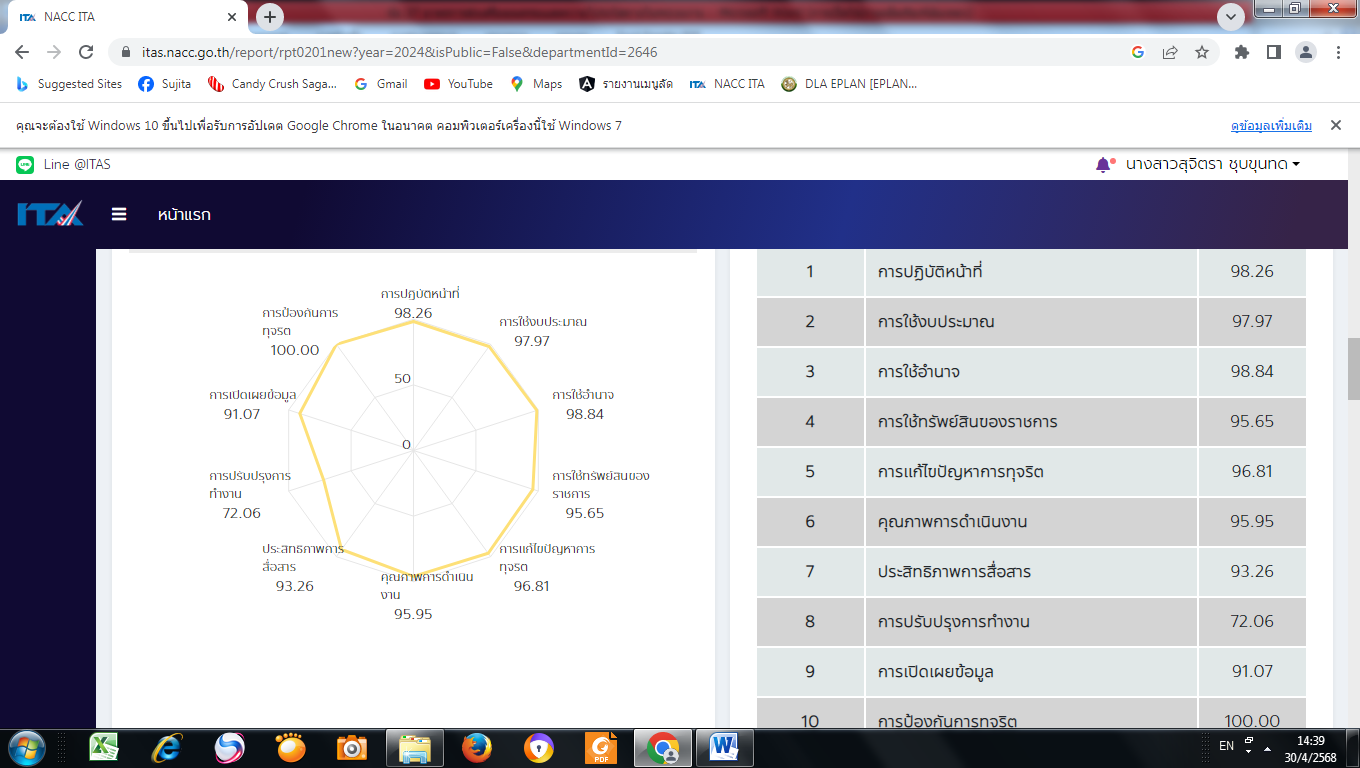 ITA NACC ITA
itas.nacc.go.th/report/rpt0201new?year=2024&isPublic=False&departmentId=2646
Suggested Sites Sujita Candy Crush Saga... Gmail YouTube Maps รายงานเมนูลัด ITA NACC ITA DLA EPLAN [EPLAN...
คุณจะต้องใช้ Windows 10 ขึ้นไปเพื่อรับการอัปเดต Google Chrome ในอนาคต คอมพิวเตอร์เครื่องนี้ใช้ Windows 7 ดูข้อมูลเพิ่มเติม
Line @ITAS นางสาวสุจิตรา ชุบขุนทด
ITA หน้าแรก
การปฏิบัติหน้าที่
98.26
การใช้งบประมาณ
97.97
การใช้อำนาจ
98.84
การใช้ทรัพย์สินของ
ราชการ
95.65
การแก้ไขปัญหาการ
ทุจริต
96.81
คุณภาพการดำเนิน
งาน
95.95
ประสิทธิภาพการ
สื่อสาร
93.26
การปรับปรุงการ
ทำงาน
72.06
การเปิดเผยข้อมูล
91.07
การป้องกันการ
ทุจริต
100.00
50
0
1 การปฏิบัติหน้าที่ 98.26
2 การใช้งบประมาณ 97.97
3 การใช้อำนาจ 98.84
4 การใช้ทรัพย์สินของราชการ 95.65
5 การแก้ไขปัญหาการทุจริต 96.81
6 คุณภาพการดำเนินงาน 95.95
7 ประสิทธิภาพการสื่อสาร 93.26
8 การปรับปรุงการทำงาน 72.06
9 การเปิดเผยข้อมูล 91.07
10 การป้องกันการทุจริต 100.00
PDF
EN 14:39
30/4/2568